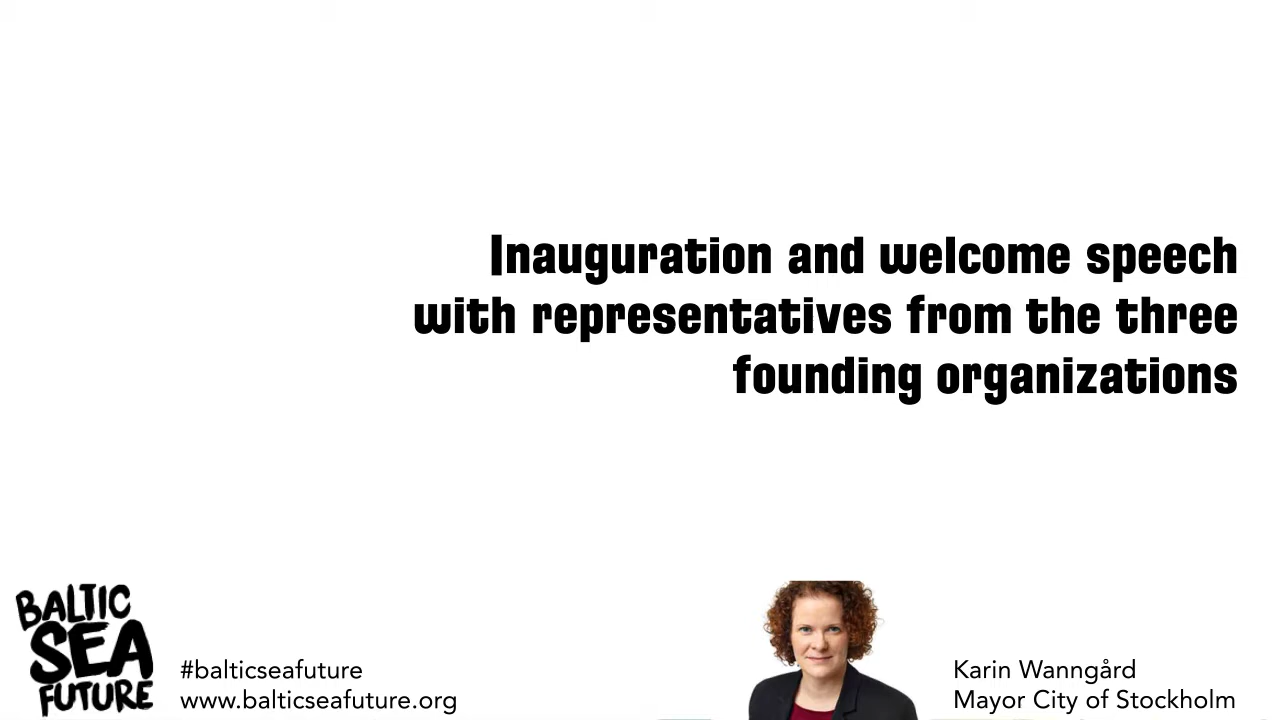 Inauguration and welcome speech
with representatives from the three
founding organizations
BALTIC
SEA
FUTURE
#balticseafuture
www.balticseafuture.org
Karin Wanngård
Mayor City of Stockholm